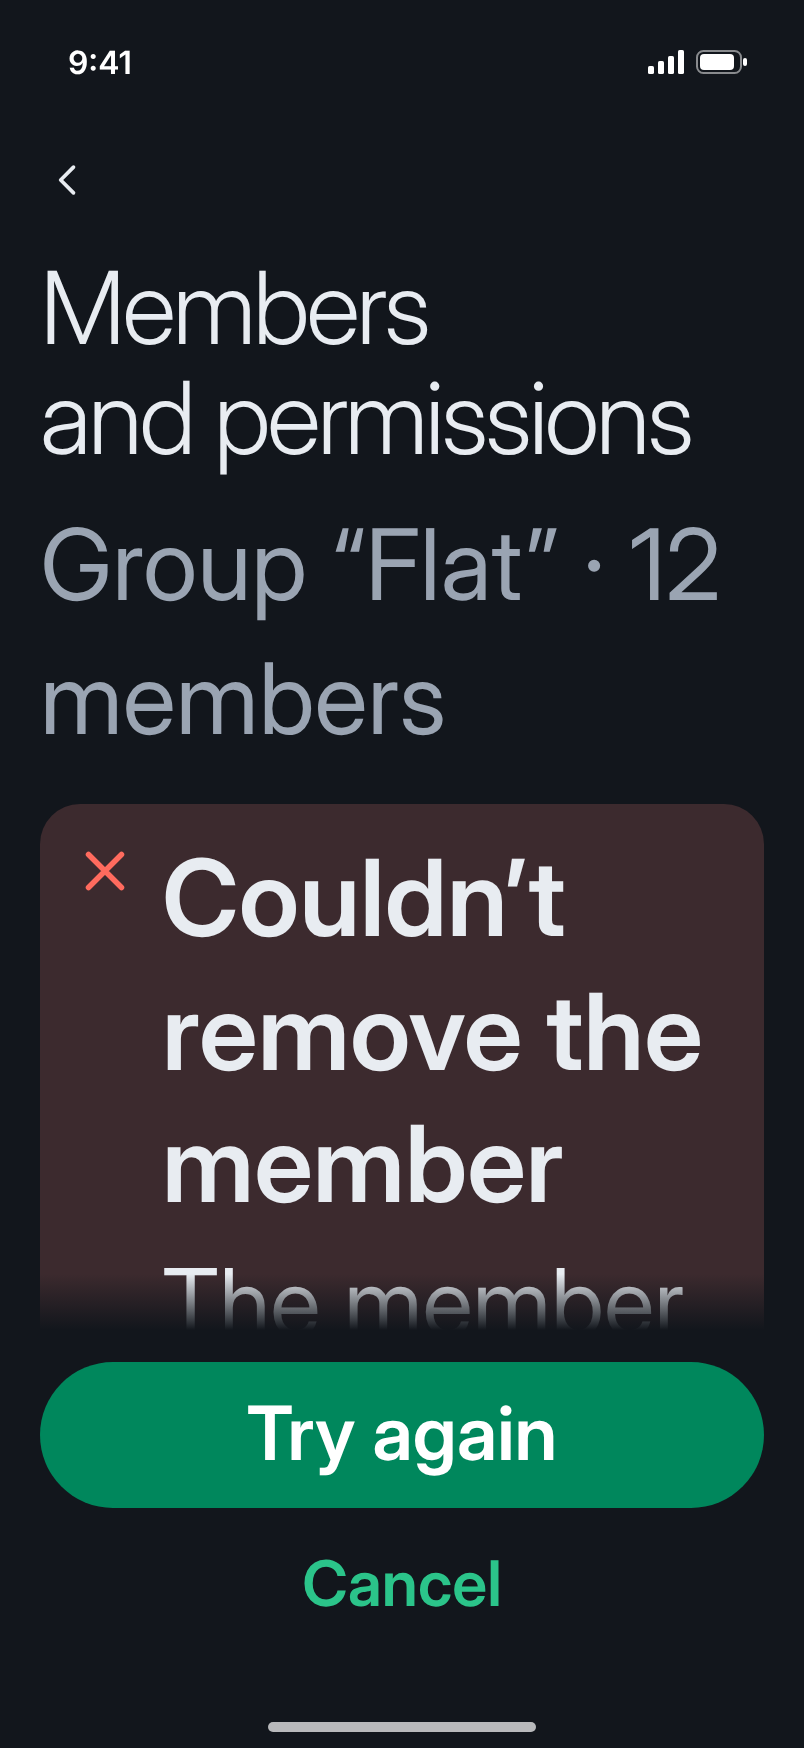 9:41
Members
and permissions
Group “Flat” · 12
members
Couldn’t
remove the
member
The member
Try again
Cancel